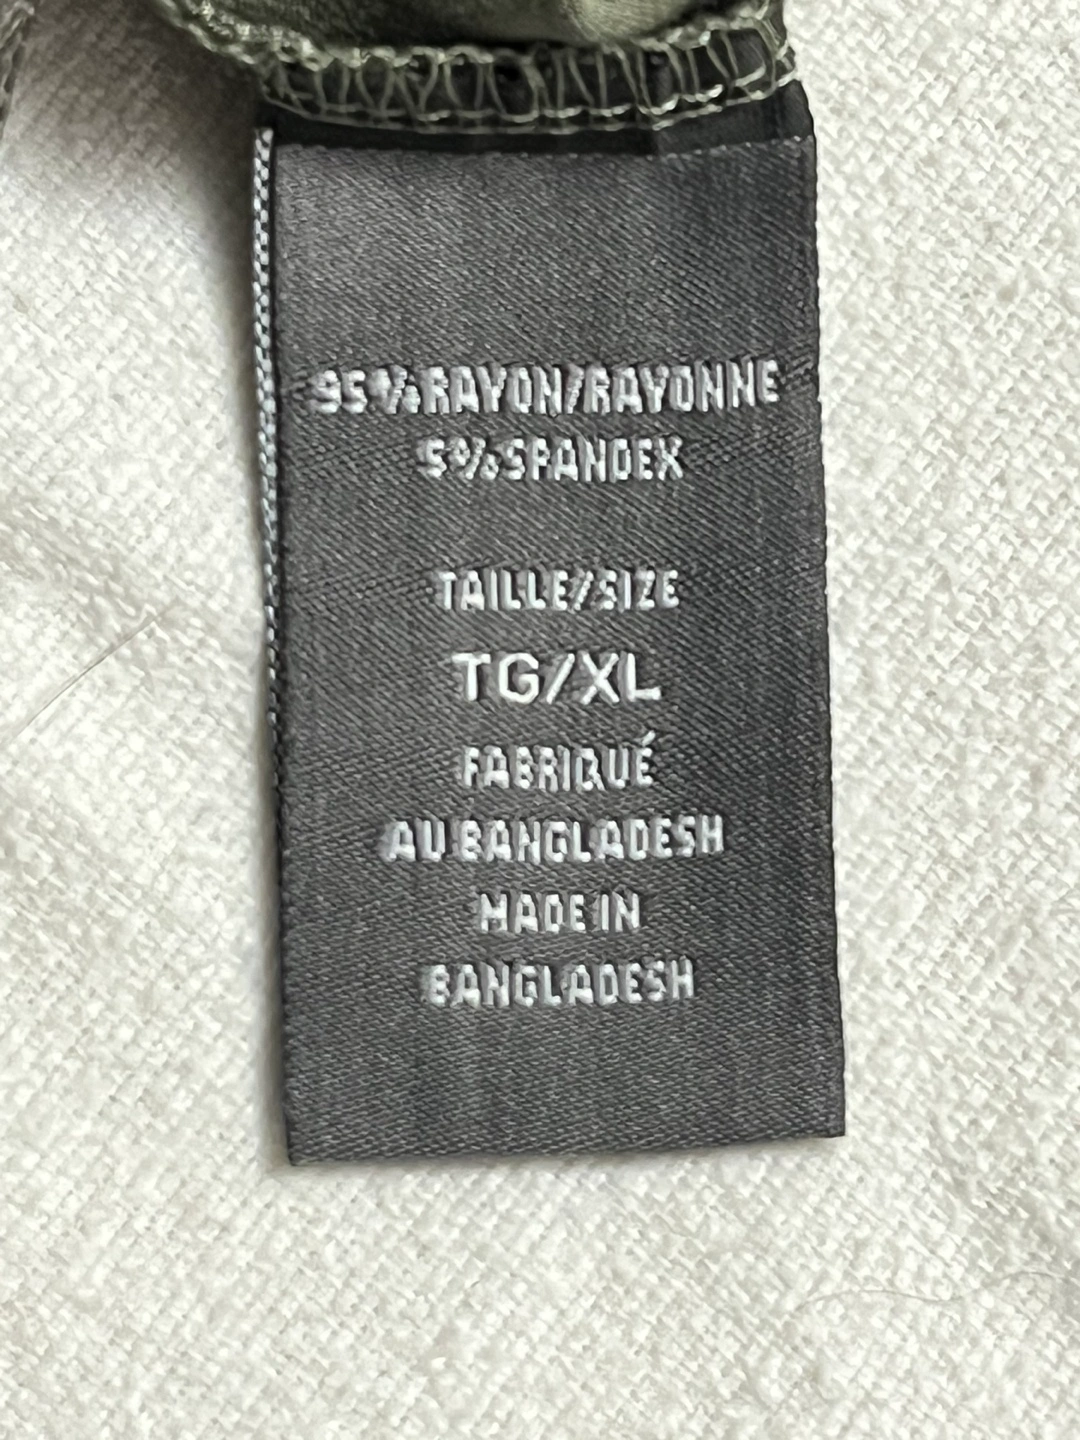 95%RAYON/RAYONNE
5%SPANDEX
TAILLE/SIZE
TG/XL
FABRIQUÉ
AU BANGLADESH
MADE IN
BANGLADESH